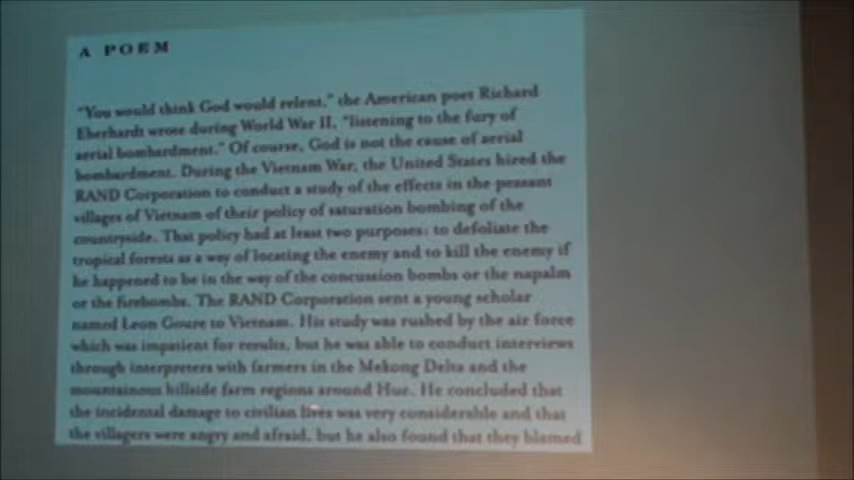 A POEM
"You would think God would relent," the American poet Richard
Eberhardt wrote during World War II, "listening to the fury of
aerial bombardment." Of course, God is not the cause of aerial
bombardment. During the Vietnam War, the United States hired the
RAND Corporation to conduct a study of the effects in the peasant
villages of Vietnam of their policy of saturation bombing of the
countryside. That policy had at least two purposes: to defoliate the
tropical forests as a way of locating the enemy and to kill the enemy if
he happened to be in the way of the concussion bombs or the napalm
or the firebombs. The RAND Corporation sent a young scholar
named Leon Goure to Vietnam. His study was rushed by the air force
which was impatient for results, but he was able to conduct interviews
through interpreters with farmers in the Mekong Delta and the
mountainous hillside farm regions around Hue. He concluded that
the incidental damage to civilian lives was very considerable and that
the villagers were angry and afraid, but he also found that they blamed